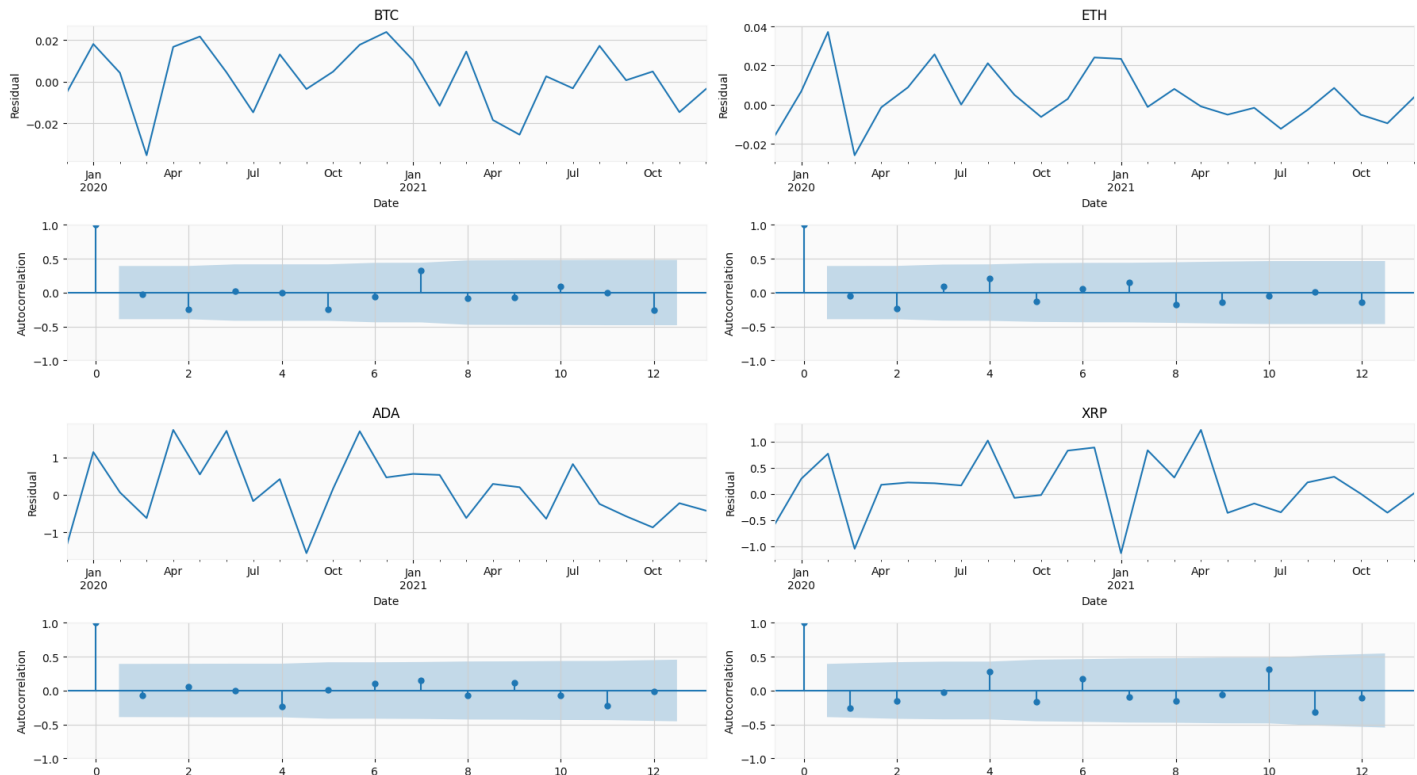 BTC
ETH
Residual
0.02
0.00
−0.02
Jan
2020
Apr
Jul
Oct
Jan
2021
Apr
Jul
Oct
Date
Residual
0.04
0.02
0.00
−0.02
Jan
2020
Apr
Jul
Oct
Jan
2021
Apr
Jul
Oct
Date
Autocorrelation
1.0
0.5
0.0
−0.5
−1.0
0 2 4 6 8 10 12
Autocorrelation
1.0
0.5
0.0
−0.5
−1.0
0 2 4 6 8 10 12
ADA
XRP
Residual
1
0
−1
Jan
2020
Apr
Jul
Oct
Jan
2021
Apr
Jul
Oct
Date
Residual
1.0
0.5
0.0
−0.5
−1.0
Jan
2020
Apr
Jul
Oct
Jan
2021
Apr
Jul
Oct
Date
Autocorrelation
1.0
0.5
0.0
−0.5
−1.0
0 2 4 6 8 10 12
Autocorrelation
1.0
0.5
0.0
−0.5
−1.0
0 2 4 6 8 10 12